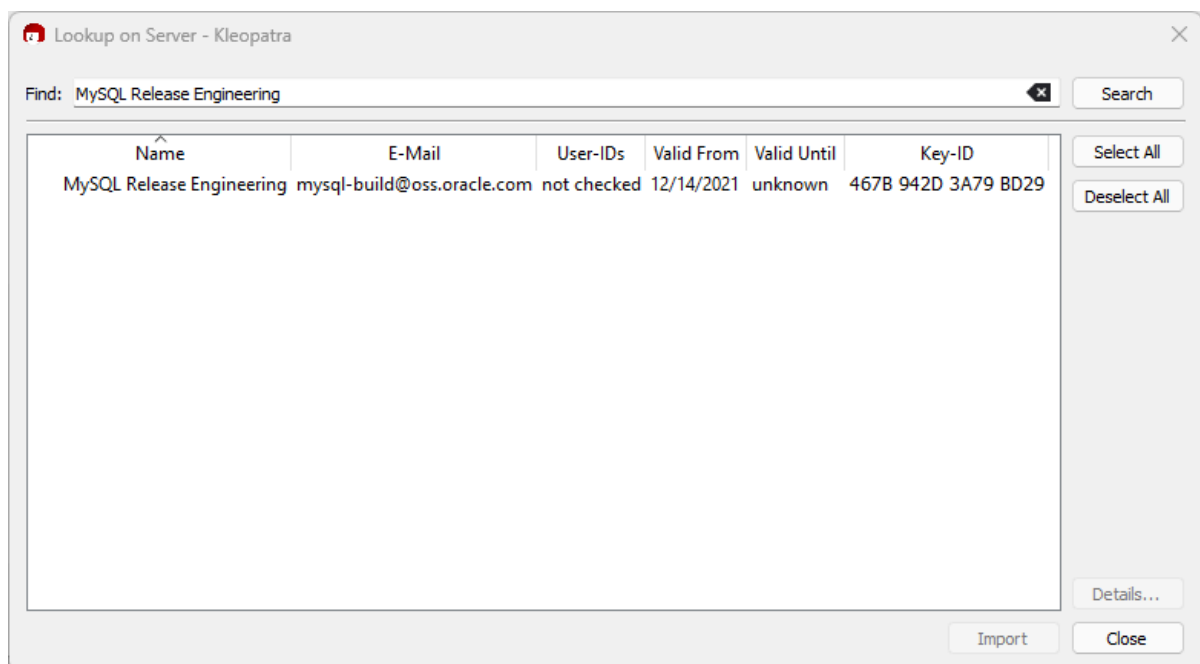 Lookup on Server - Kleopatra
Find: MySQL Release Engineering Search
Name E-Mail User-IDs Valid From Valid Until Key-ID Select All
MySQL Release Engineering mysql-build@oss.oracle.com not checked 12/14/2021 unknown 467B 942D 3A79 BD29
Deselect All
Details...
Import Close